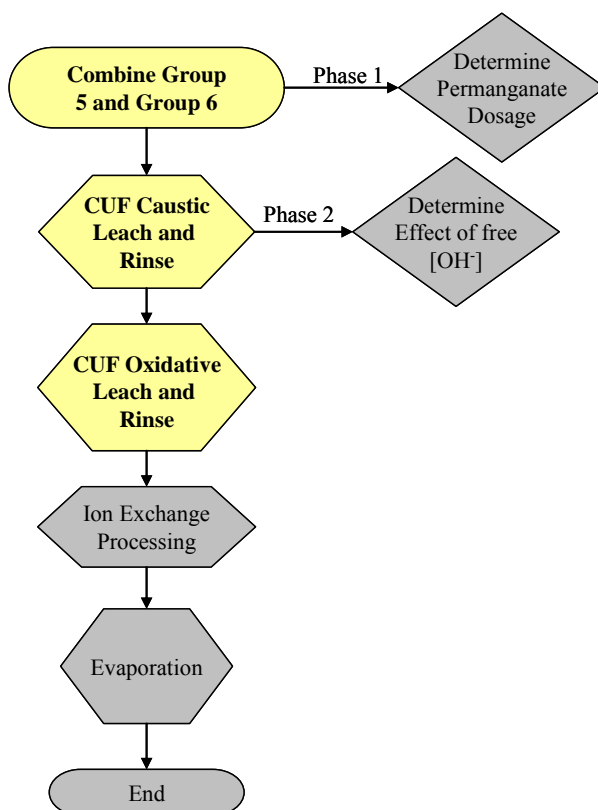 Combine Group
5 and Group 6
Phase 1
Determine
Permanganate
Dosage
CUF Caustic
Leach and
Rinse
Phase 2
Determine
Effect of free
[OH⁻]
CUF Oxidative
Leach and
Rinse
Ion Exchange
Processing
Evaporation
End